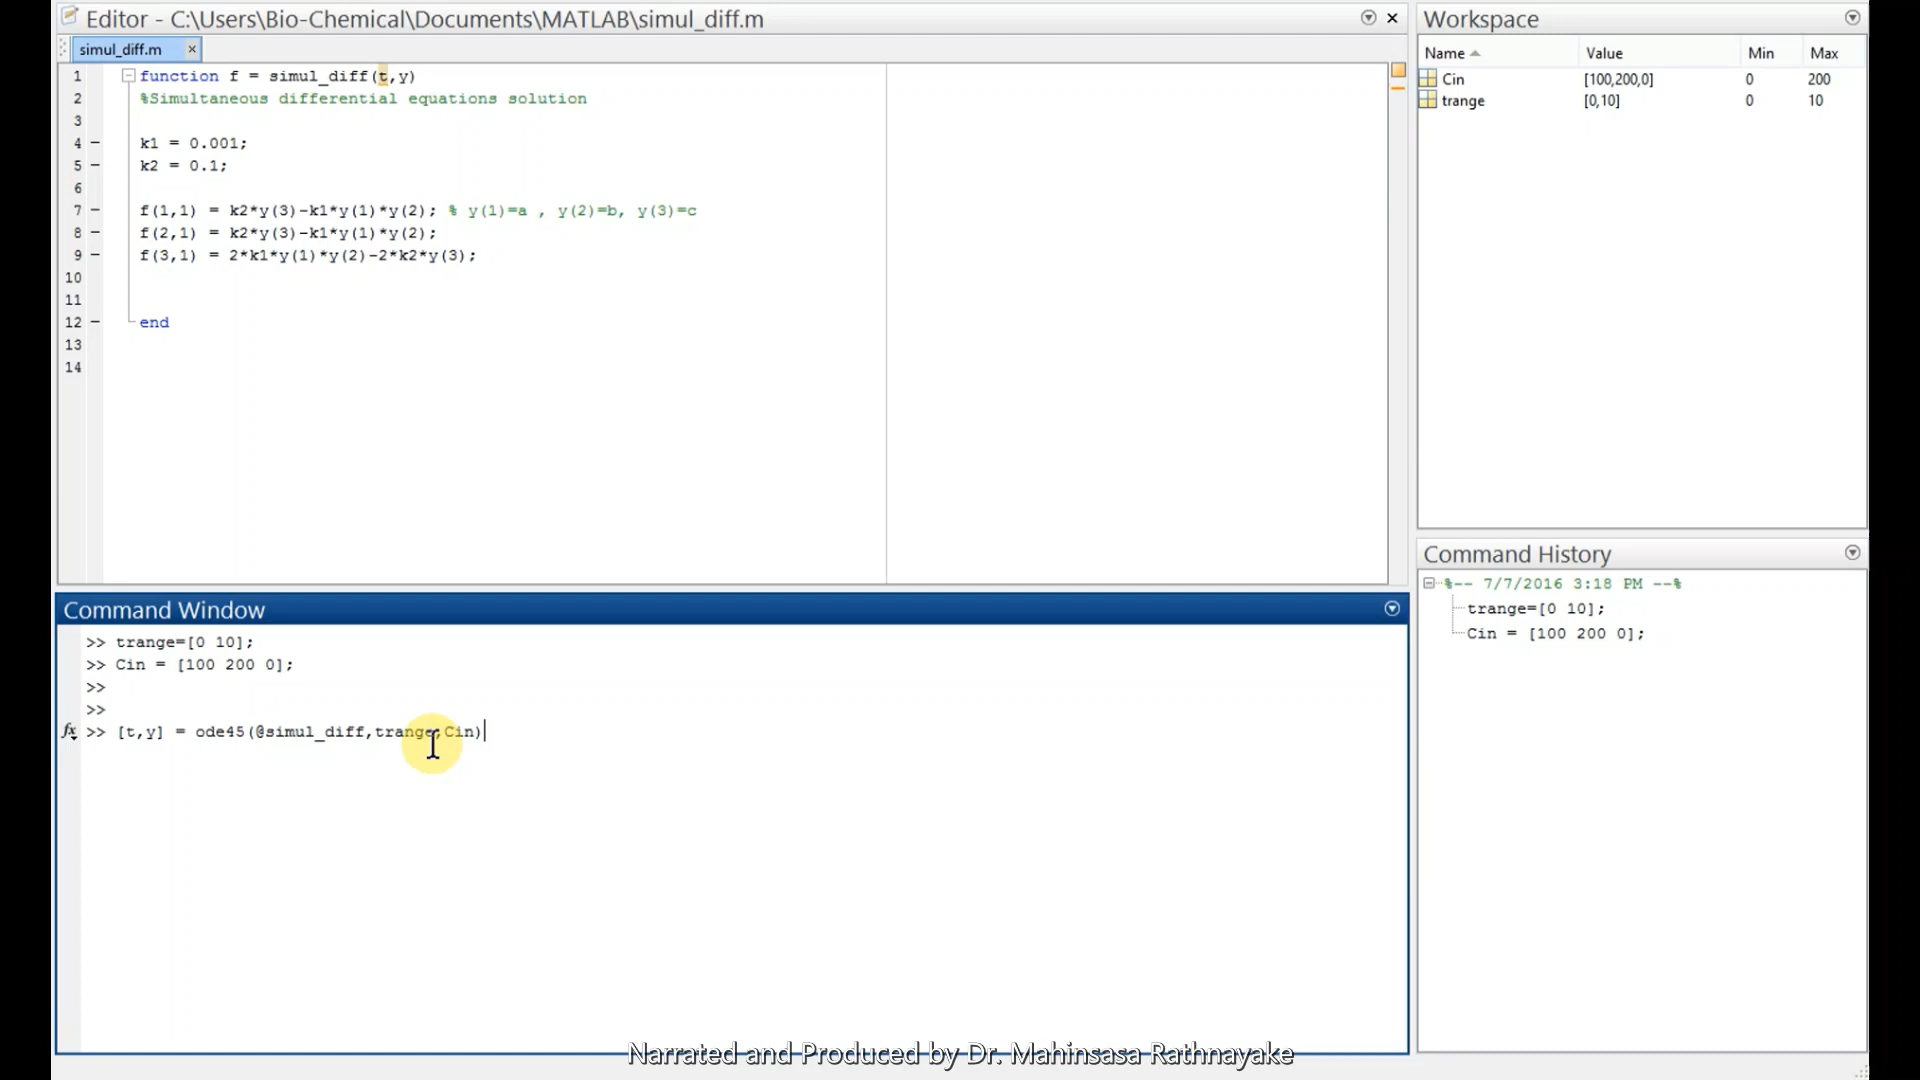 Editor - C:\Users\Bio-Chemical\Documents\MATLAB\simul_diff.m
simul_diff.m
1 function f = simul_diff(t,y)
2 %Simultaneous differential equations solution
3
4 k1 = 0.001;
5 k2 = 0.1;
6
7 f(1,1) = k2*y(3)-k1*y(1)*y(2); % y(1)=a , y(2)=b, y(3)=c
8 f(2,1) = k2*y(3)-k1*y(1)*y(2);
9 f(3,1) = 2*k1*y(1)*y(2)-2*k2*y(3);
10
11
12 end
13
14
Command Window
>> trange=[0 10];
>> Cin = [100 200 0];
>>
>>
fx >> [t,y] = ode45(@simul_diff,trange,Cin)
Workspace
Name Value Min Max
Cin [100,200,0] 0 200
trange [0,10] 0 10
Command History
%-- 7/7/2016 3:18 PM --%
trange=[0 10];
Cin = [100 200 0];
Narrated and Produced by Dr. Mahinsasa Rathnayake